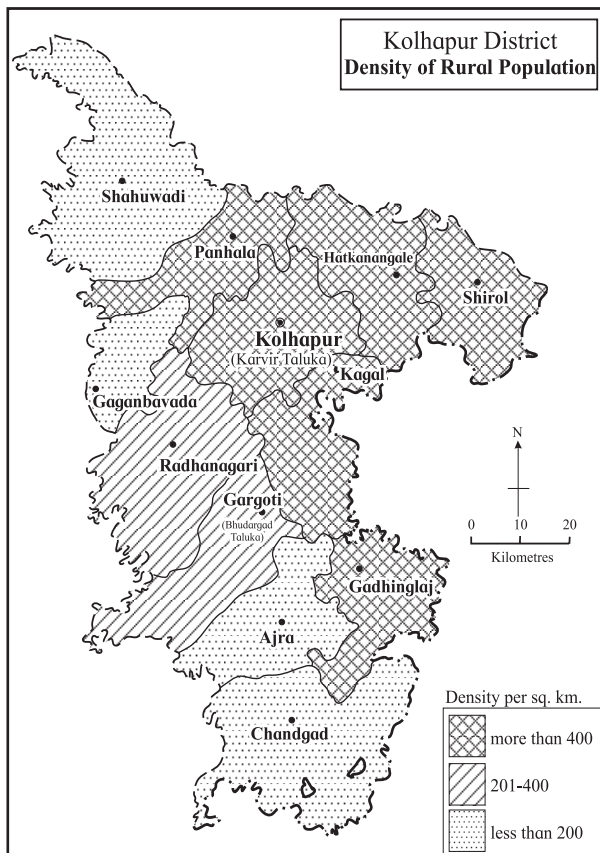 Kolhapur District
Density of Rural Population
Shahuwadi
Panhala
Hatkanangale
Shirol
Kolhapur
(Karvir Taluka)
Kagal
Gaganbavada
Radhanagari
Gargoti
(Bhudargad
Taluka)
N
0 10 20
Kilometres
Gadhinglaj
Ajra
Chandgad
Density per sq. km.
more than 400
201-400
less than 200